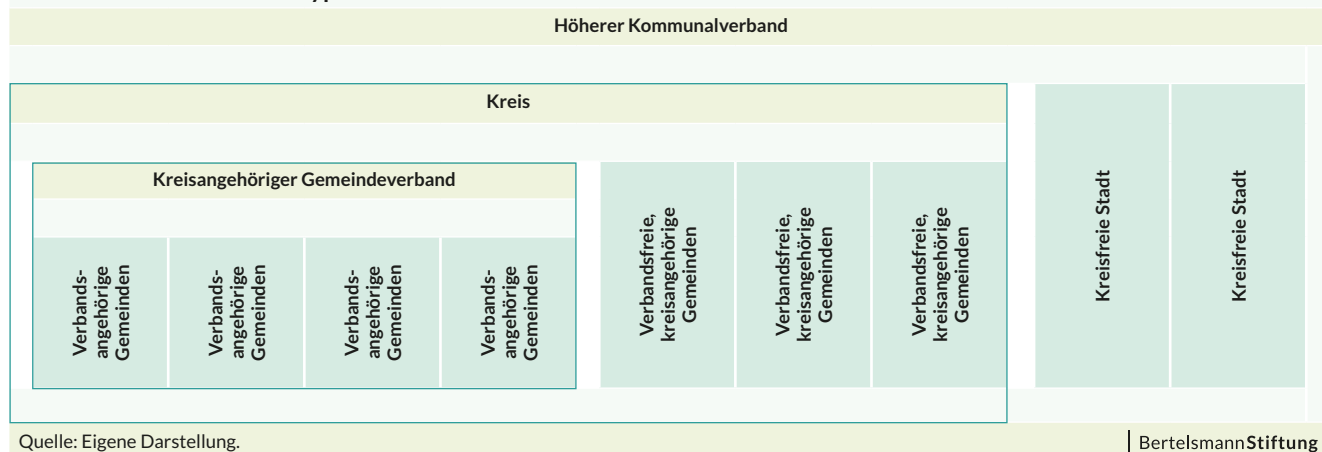 Höherer Kommunalverband
Kreis
Kreisangehöriger Gemeindeverband
Verbands-
angehörige
Gemeinden
Verbands-
angehörige
Gemeinden
Verbands-
angehörige
Gemeinden
Verbands-
angehörige
Gemeinden
Verbandsfreie,
kreisangehörige
Gemeinden
Verbandsfreie,
kreisangehörige
Gemeinden
Verbandsfreie,
kreisangehörige
Gemeinden
Kreisfreie Stadt
Kreisfreie Stadt
Quelle: Eigene Darstellung.
BertelsmannStiftung